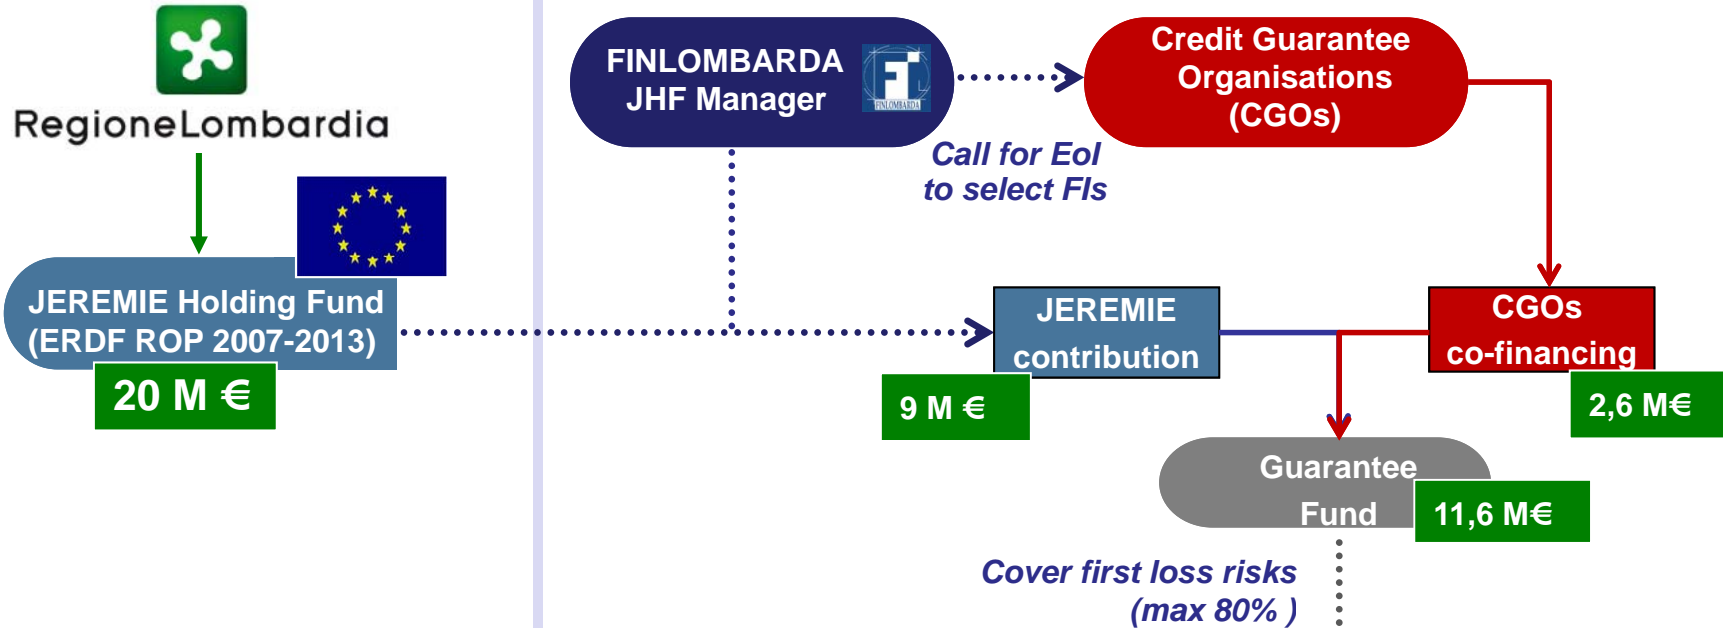 RegioneLombardia
JEREMIE Holding Fund
(ERDF ROP 2007-2013)
20 M €
FINLOMBARDA
JHF Manager
FINLOMBARDA
Call for EoI
to select FIs
Credit Guarantee
Organisations
(CGOs)
JEREMIE
contribution
9 M €
CGOs
co-financing
2,6 M€
Guarantee
Fund
11,6 M€
Cover first loss risks
(max 80% )